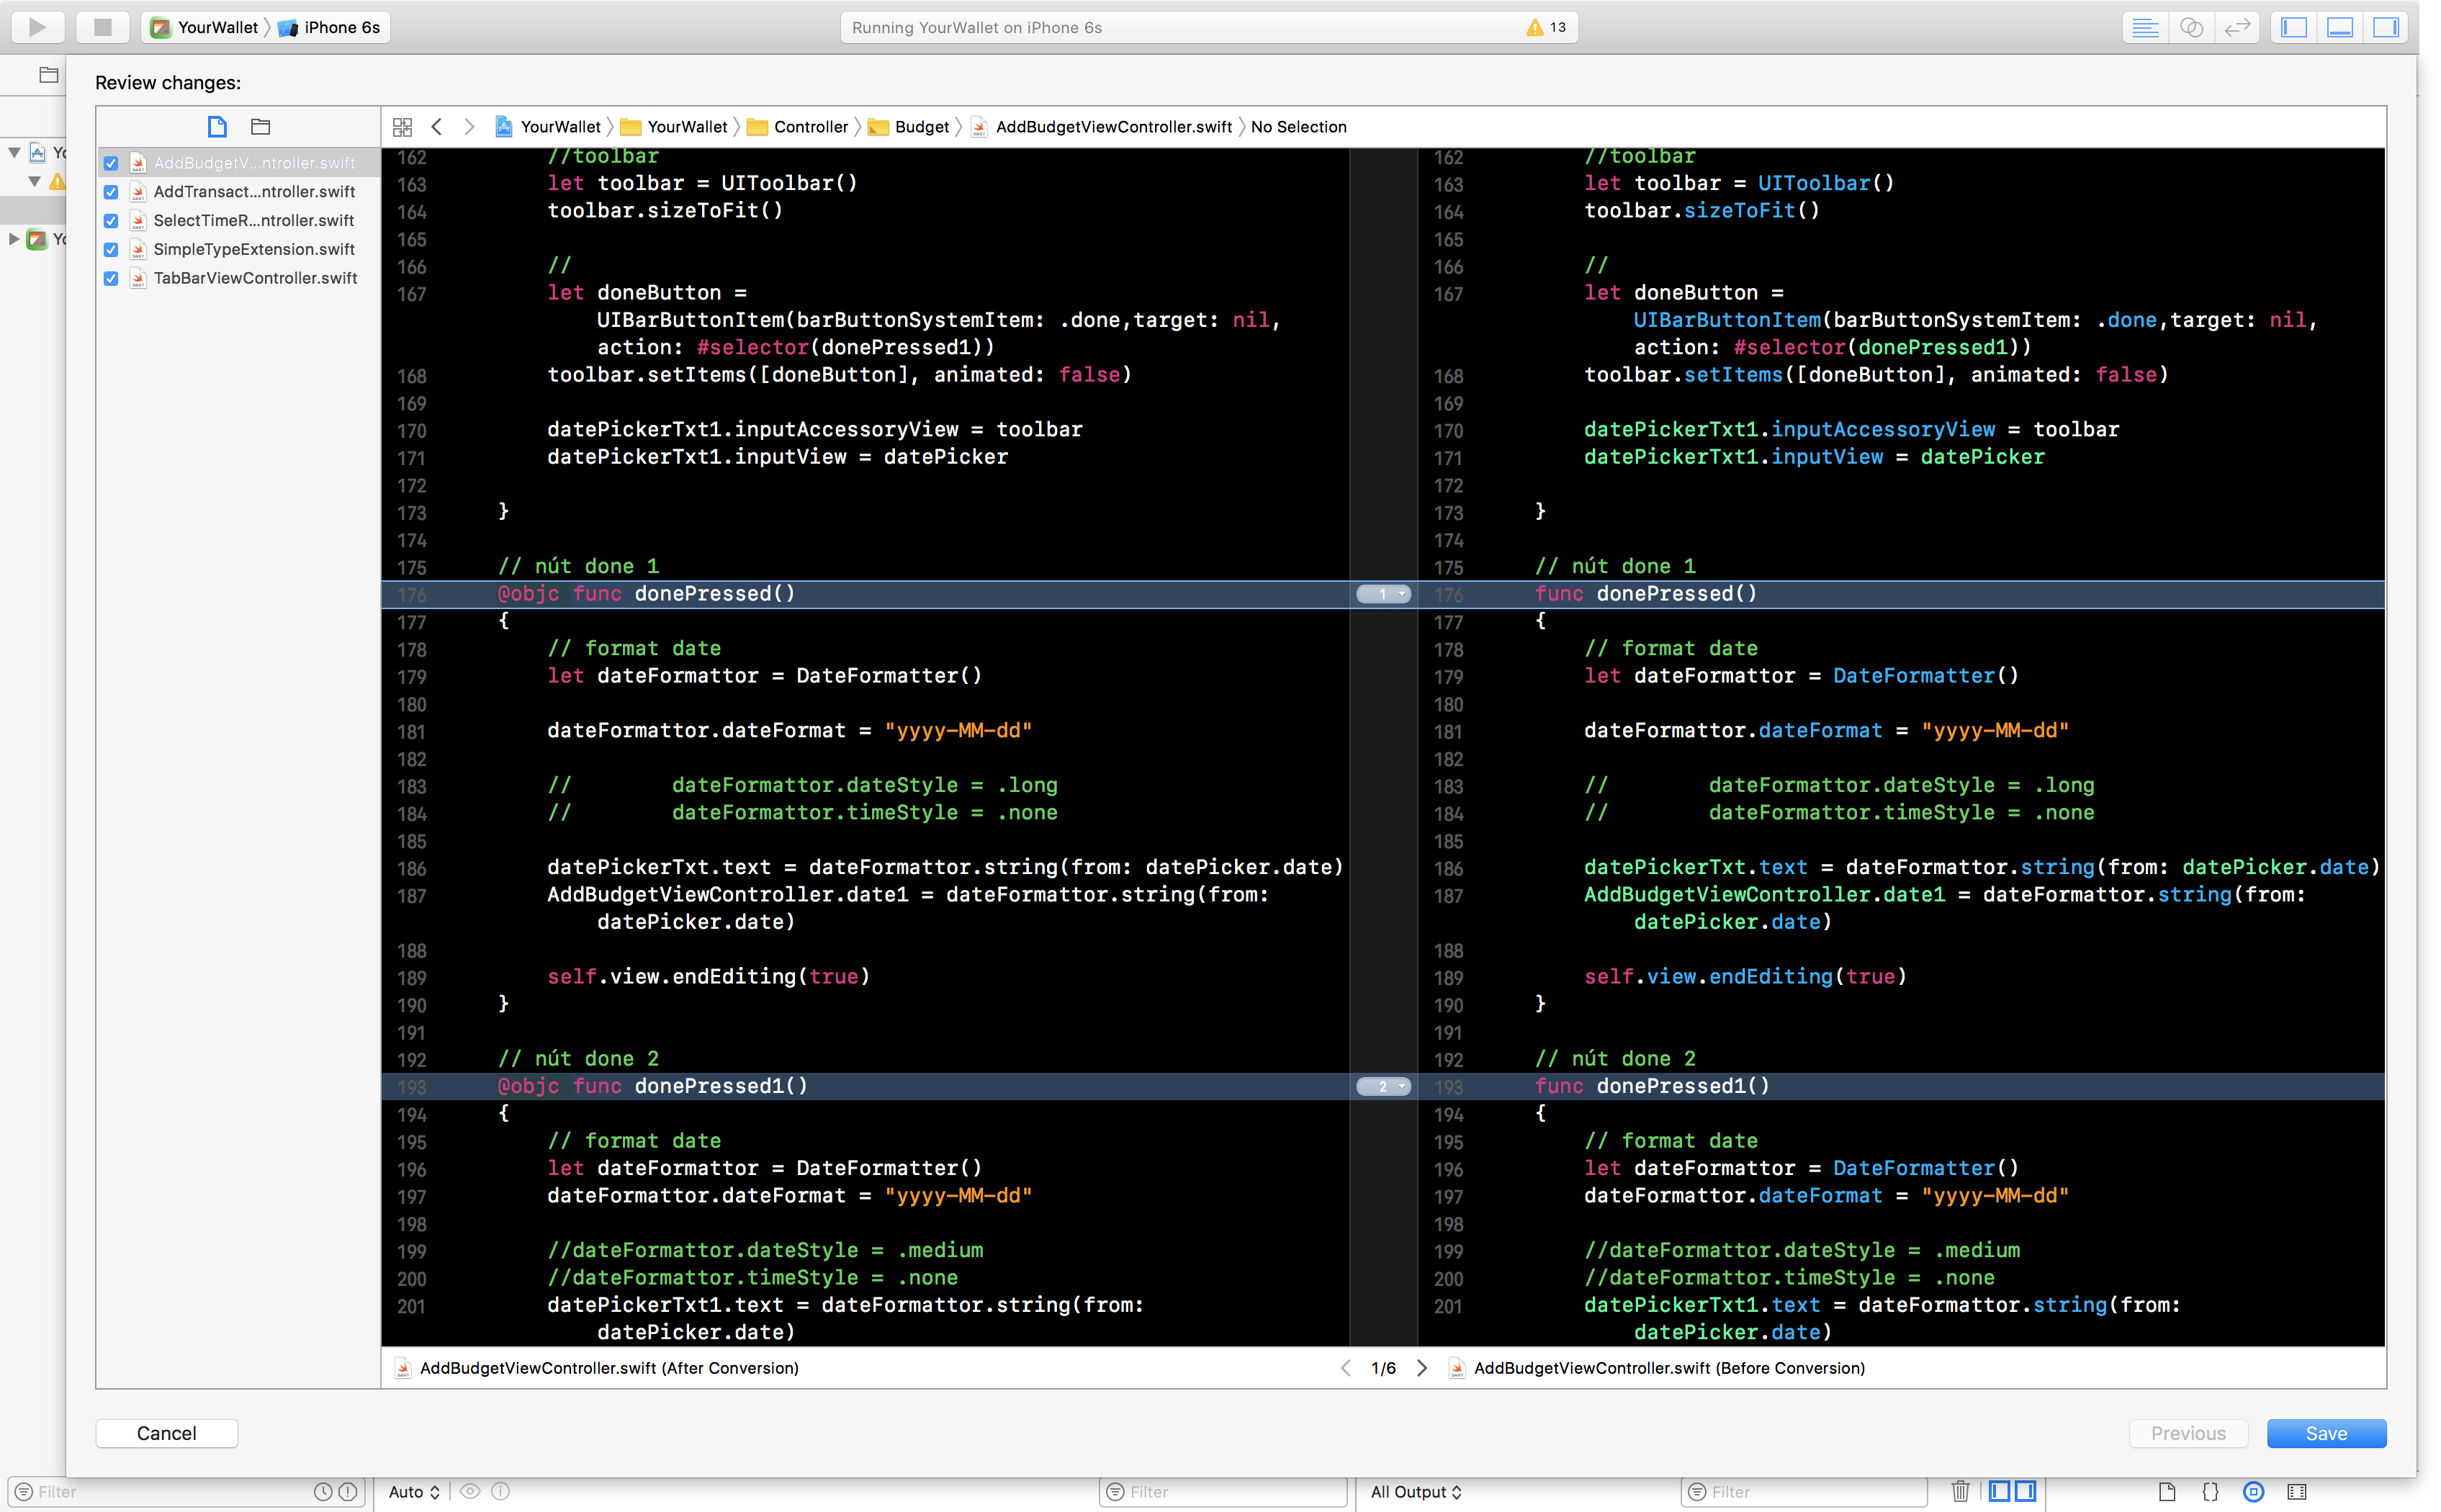 YourWallet iPhone 6s
Running YourWallet on iPhone 6s 13
Review changes:
YourWallet YourWallet Controller Budget AddBudgetViewController.swift No Selection
AddBudgetV...ntroller.swift
AddTransact...ntroller.swift
SelectTimeR...ntroller.swift
SimpleTypeExtension.swift
TabBarViewController.swift
162 //toolbar
163 let toolbar = UIToolbar()
164 toolbar.sizeToFit()
165
166 //
167 let doneButton =
UIBarButtonItem(barButtonSystemItem: .done,target: nil,
action: #selector(donePressed1))
168 toolbar.setItems([doneButton], animated: false)
169
170 datePickerTxt1.inputAccessoryView = toolbar
171 datePickerTxt1.inputView = datePicker
172
173 }
174
175 // nút done 1
176 @objc func donePressed()
177 {
178 // format date
179 let dateFormattor = DateFormatter()
180
181 dateFormattor.dateFormat = "yyyy-MM-dd"
182
183 // dateFormattor.dateStyle = .long
184 // dateFormattor.timeStyle = .none
185
186 datePickerTxt.text = dateFormattor.string(from: datePicker.date)
187 AddBudgetViewController.date1 = dateFormattor.string(from:
datePicker.date)
188
189 self.view.endEditing(true)
190 }
191
192 // nút done 2
193 @objc func donePressed1()
194 {
195 // format date
196 let dateFormattor = DateFormatter()
197 dateFormattor.dateFormat = "yyyy-MM-dd"
198
199 //dateFormattor.dateStyle = .medium
200 //dateFormattor.timeStyle = .none
201 datePickerTxt1.text = dateFormattor.string(from:
datePicker.date)
1
2
162 //toolbar
163 let toolbar = UIToolbar()
164 toolbar.sizeToFit()
165
166 //
167 let doneButton =
UIBarButtonItem(barButtonSystemItem: .done,target: nil,
action: #selector(donePressed1))
168 toolbar.setItems([doneButton], animated: false)
169
170 datePickerTxt1.inputAccessoryView = toolbar
171 datePickerTxt1.inputView = datePicker
172
173 }
174
175 // nút done 1
176 func donePressed()
177 {
178 // format date
179 let dateFormattor = DateFormatter()
180
181 dateFormattor.dateFormat = "yyyy-MM-dd"
182
183 // dateFormattor.dateStyle = .long
184 // dateFormattor.timeStyle = .none
185
186 datePickerTxt.text = dateFormattor.string(from: datePicker.date)
187 AddBudgetViewController.date1 = dateFormattor.string(from:
datePicker.date)
188
189 self.view.endEditing(true)
190 }
191
192 // nút done 2
193 func donePressed1()
194 {
195 // format date
196 let dateFormattor = DateFormatter()
197 dateFormattor.dateFormat = "yyyy-MM-dd"
198
199 //dateFormattor.dateStyle = .medium
200 //dateFormattor.timeStyle = .none
201 datePickerTxt1.text = dateFormattor.string(from:
datePicker.date)
AddBudgetViewController.swift (After Conversion) 1/6 AddBudgetViewController.swift (Before Conversion)
Cancel Previous Save
Filter Auto Filter All Output Filter {}